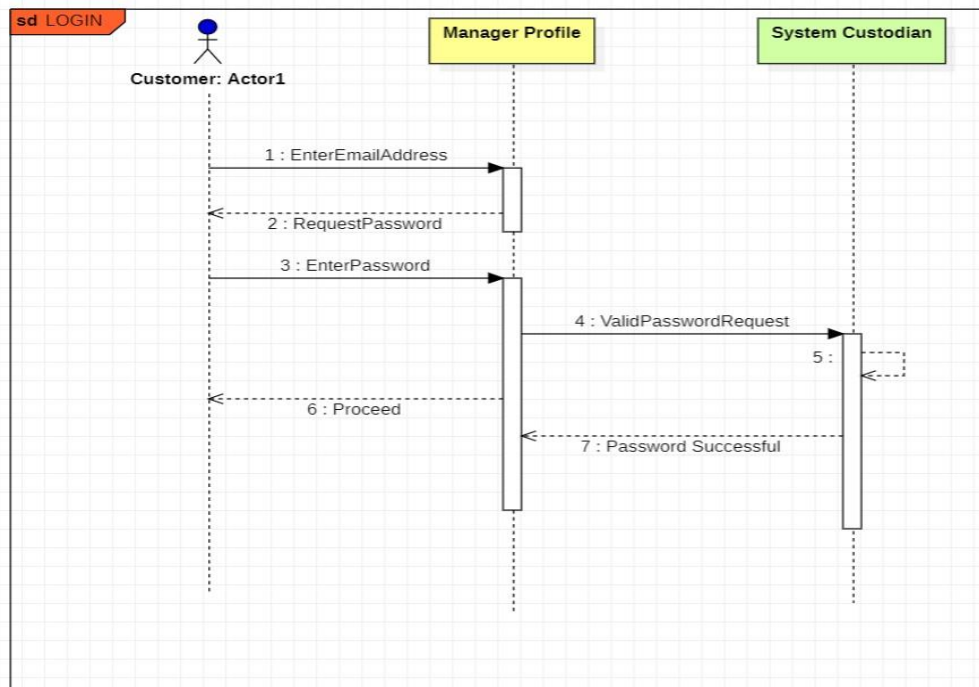 sd LOGIN
Customer: Actor1
Manager Profile
System Custodian
1 : EnterEmailAddress
2 : RequestPassword
3 : EnterPassword
4 : ValidPasswordRequest
5 :
6 : Proceed
7 : Password Successful